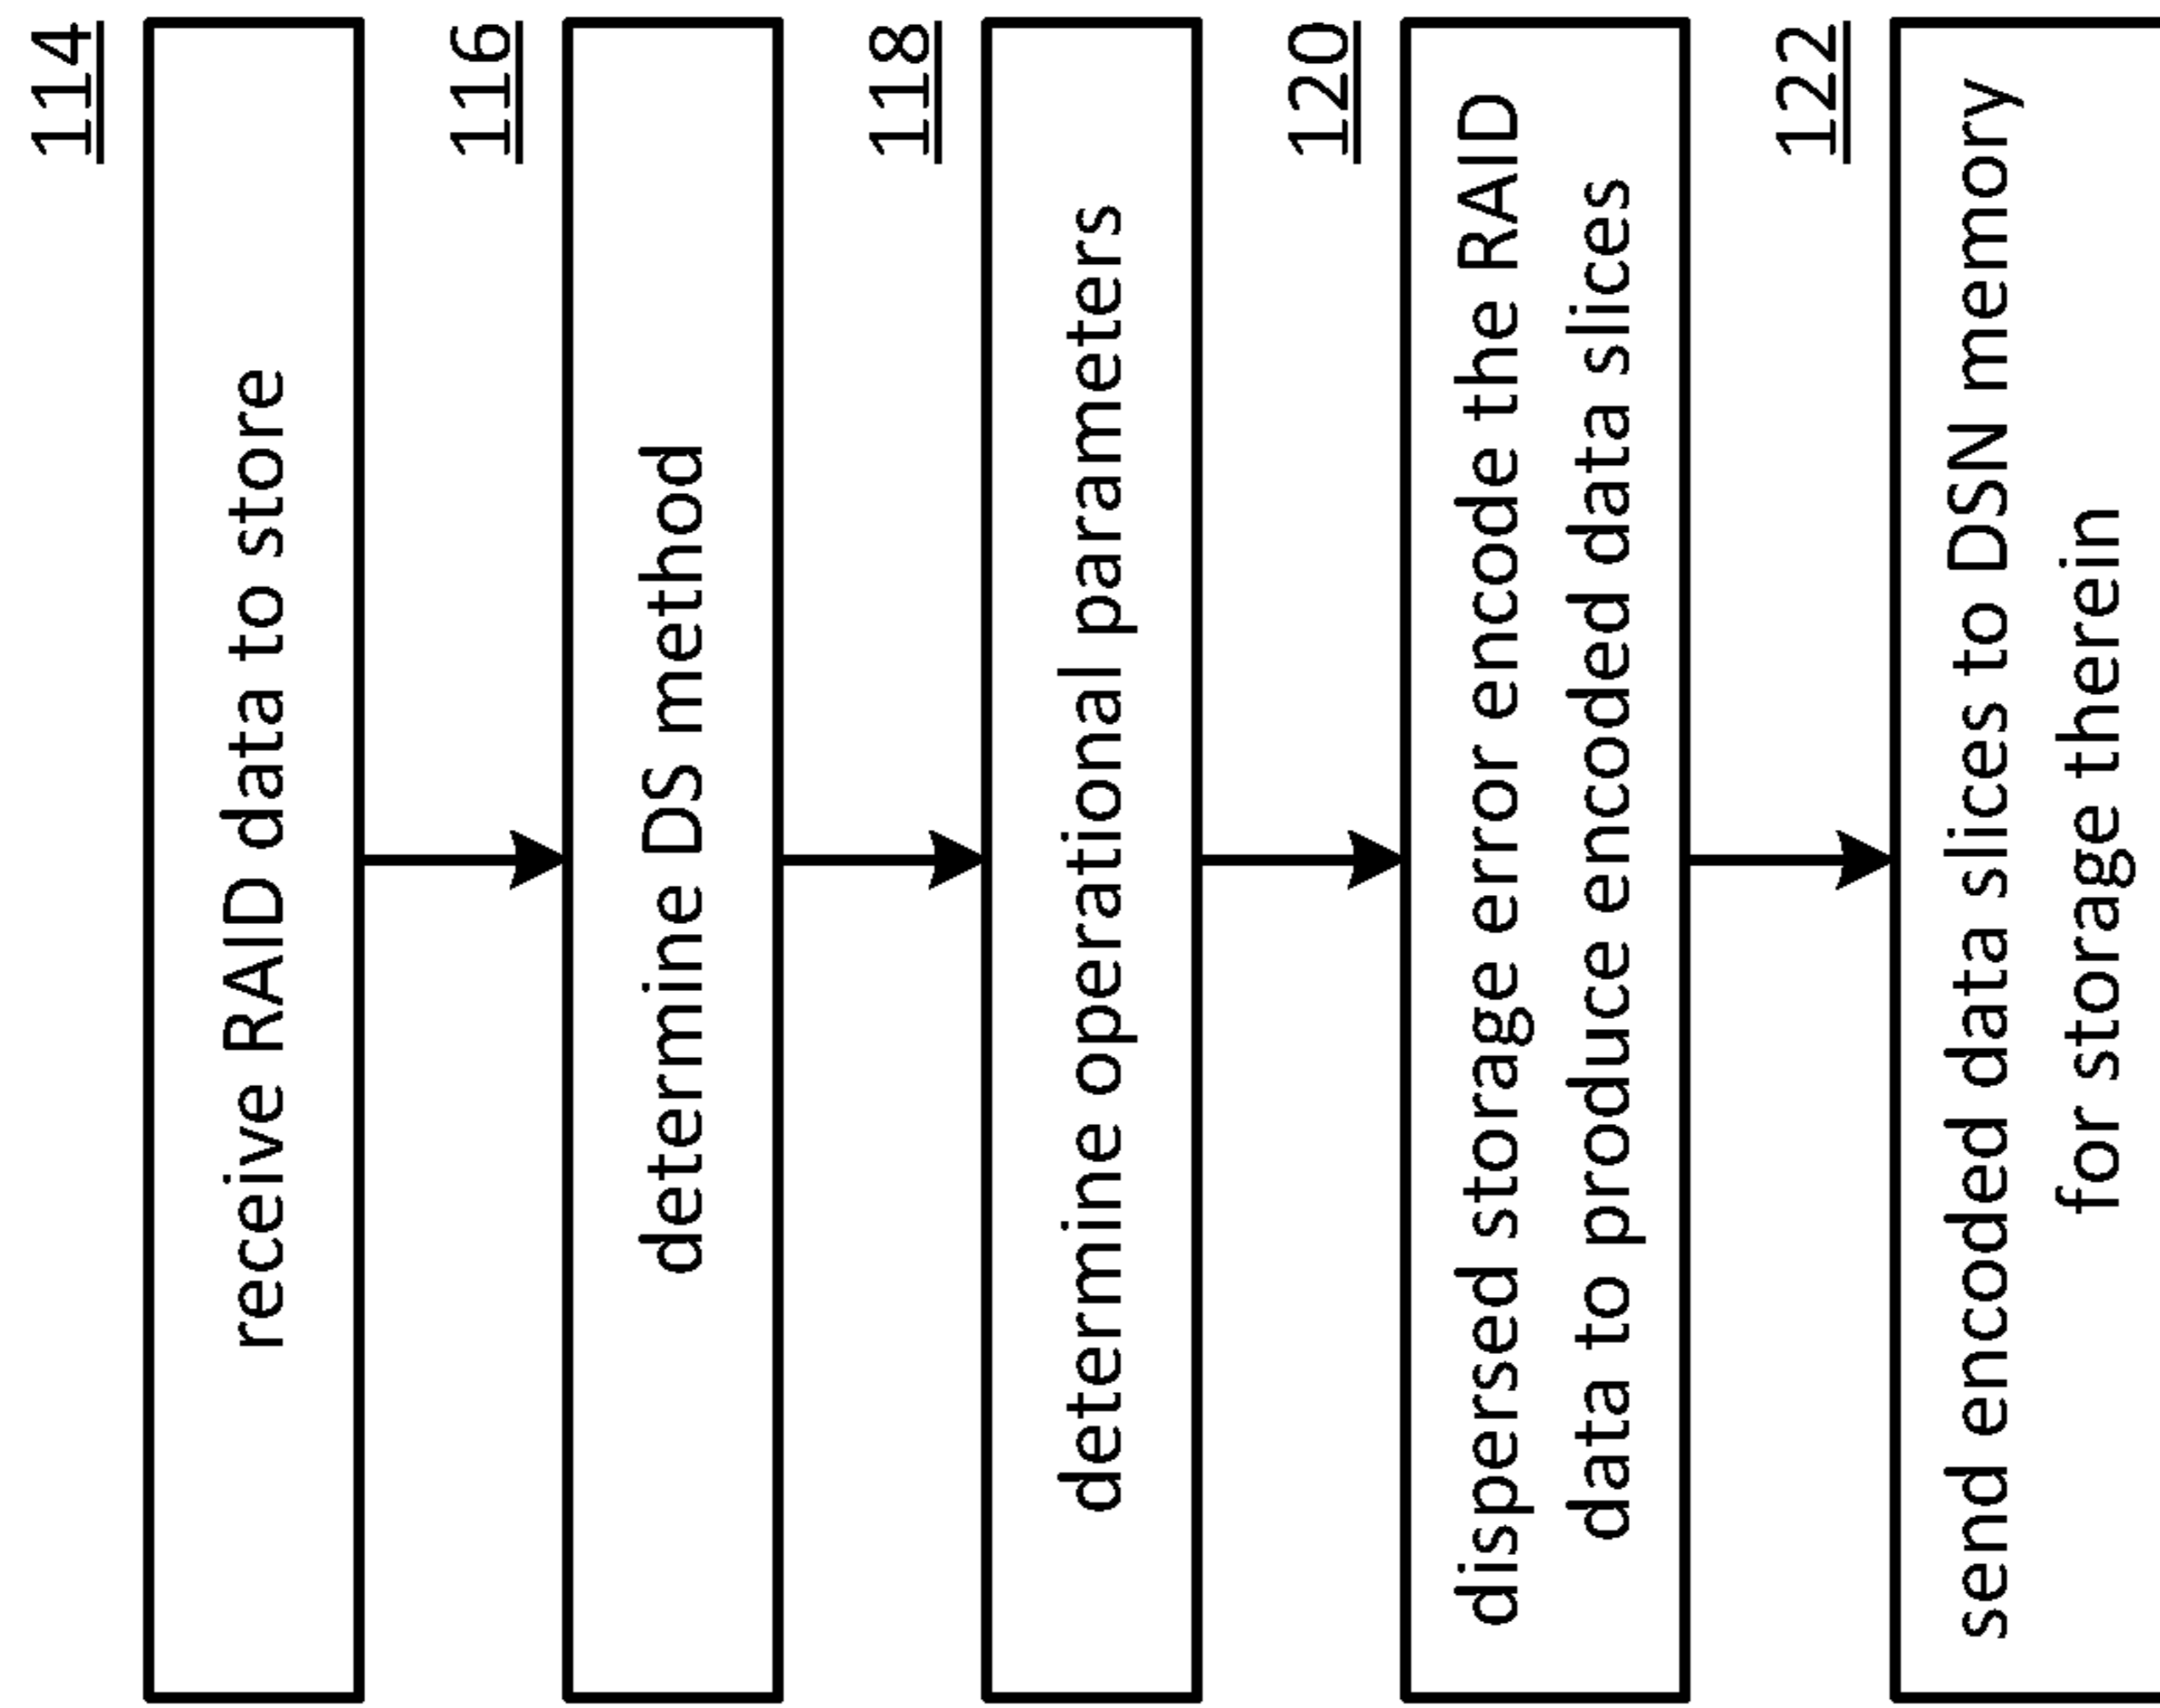 114
receive RAID data to store
116
determine DS method
118
determine operational parameters
120
dispersed storage error encode the RAID
data to produce encoded data slices
122
send encoded data slices to DSN memory
for storage therein